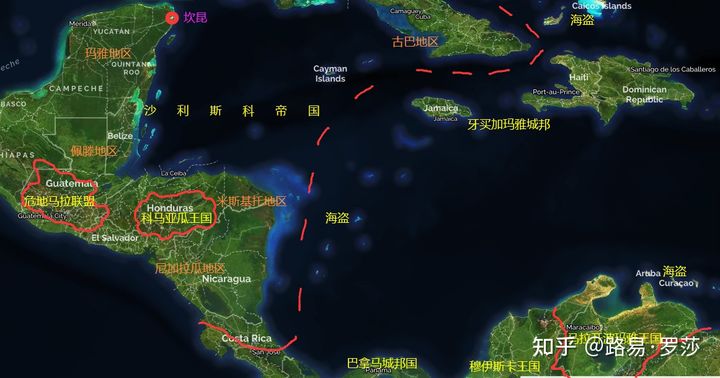 Camaguey
Cuba
Caicos Islands
海盗
Merida
坎昆
YUCATÁN
古巴地区
玛雅地区
QUINTANA
ROO
CAMPECHE
Cayman
Islands
Haiti
Santiago de los Caballeros
Port-au-Prince
Dominican
Republic
沙利斯科帝国
Jamaica
Jamaica
牙买加玛雅城邦
Belize
佩滕地区
HIAPAS
La Ceiba
Guatemala
危地马拉联盟
Guatemala City
Honduras
科马亚瓜王国
米斯基托地区
海盗
El Salvador
尼加拉瓜地区
Nicaragua
海盗
Aruba
Curaçao
Costa Rica
San José
Maracaibo
巴拿马城邦国
Panama
穆伊斯卡王国
知乎 @路易·罗莎